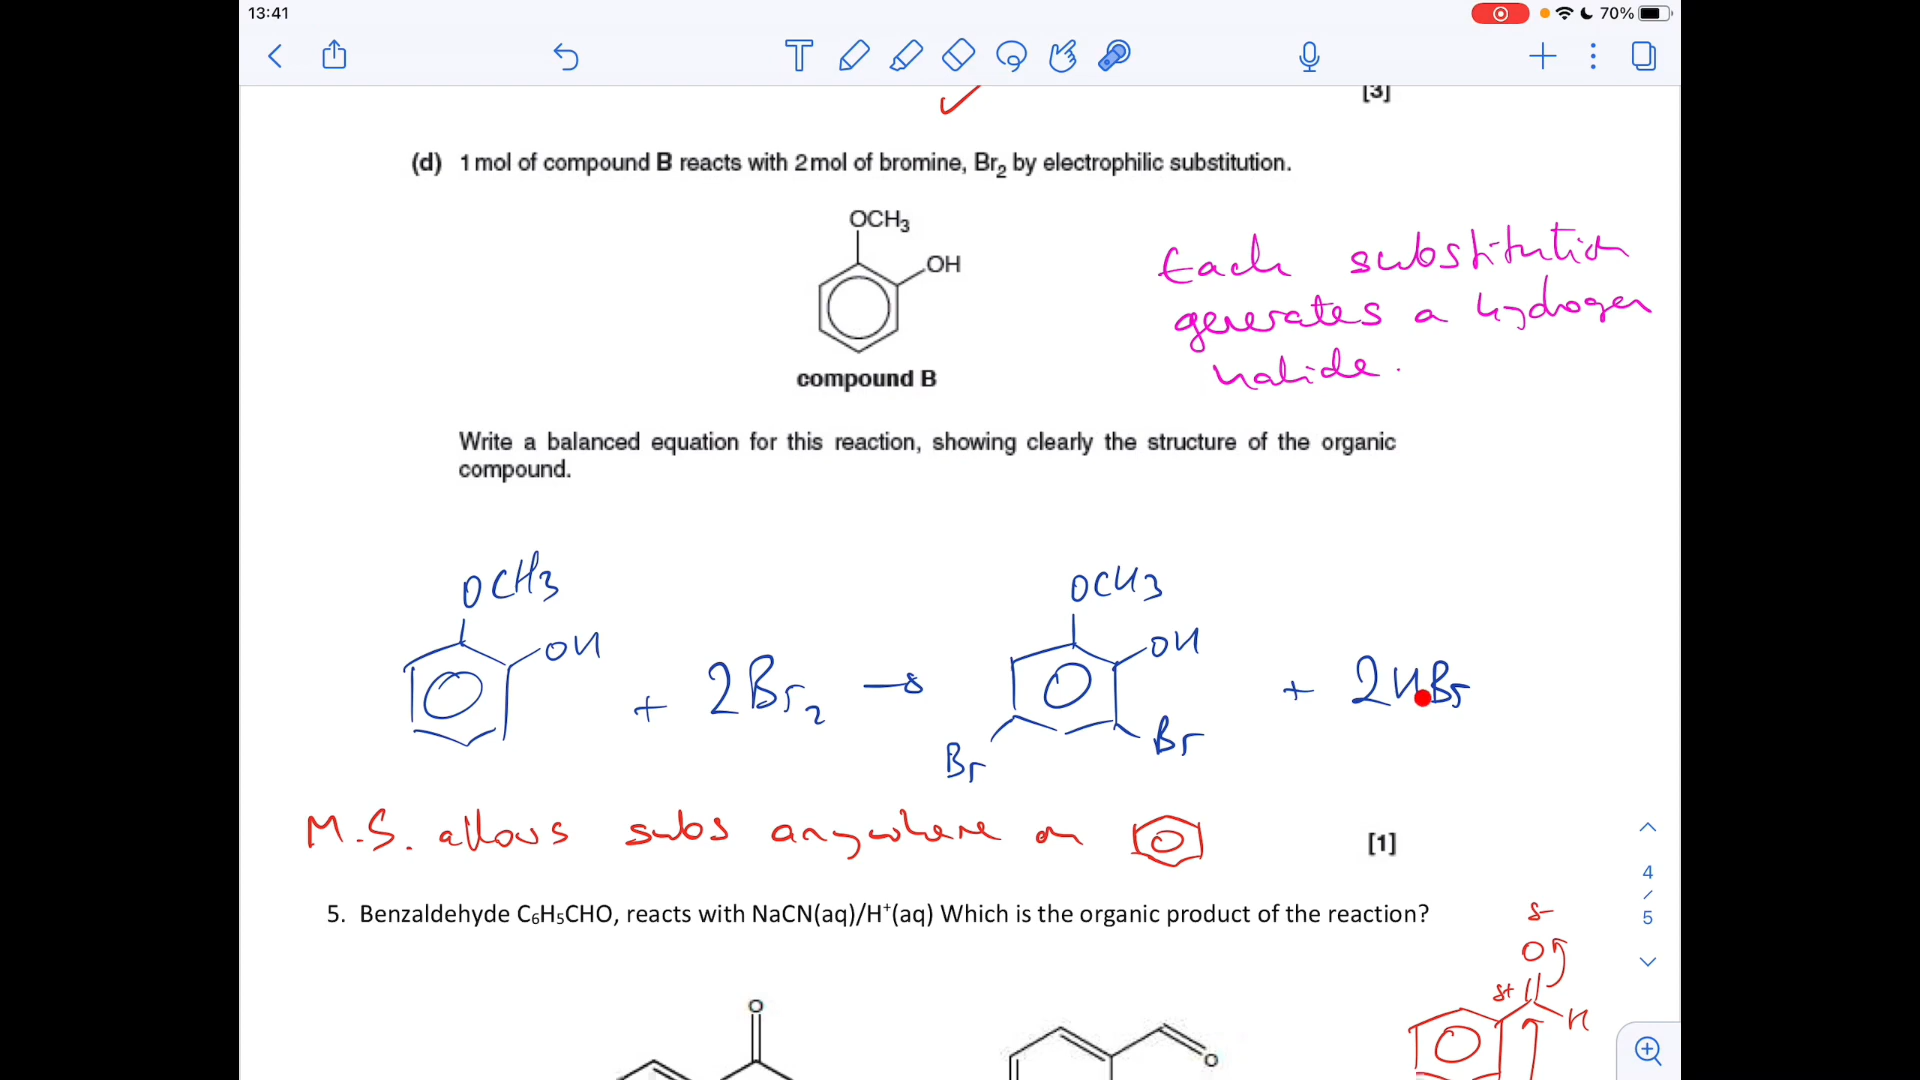 13:41
70%
[3]
(d) 1 mol of compound B reacts with 2 mol of bromine, Br₂ by electrophilic substitution.
OCH₃
OH
compound B
Each substitution
generates a hydrogen
halide.
Write a balanced equation for this reaction, showing clearly the structure of the organic
compound.
OCH₃
OH
+ 2Br₂ →
OCH₃
OH
Br
Br
+ 2HBr
M.S. allows subs anywhere on
[1]
4
/
5
5. Benzaldehyde C₆H₅CHO, reacts with NaCN(aq)/H⁺(aq) Which is the organic product of the reaction?
δ-
O
δ+
H
O
O